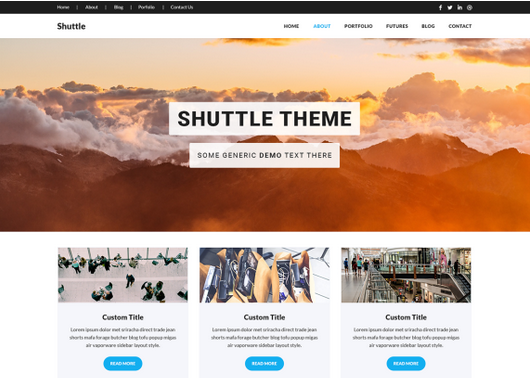 Home | About | Blog | Porfolio | Contact Us
Shuttle
HOME ABOUT PORTFOLIO FUTURES BLOG CONTACT
SHUTTLE THEME
SOME GENERIC DEMO TEXT THERE
Custom Title
Lorem ipsum dolor met sriracha direct trade jean
shorts mafa forage butcher blog tofu popup migas
air vaporware sidebar layout style.
READ MORE
Custom Title
Lorem ipsum dolor met sriracha direct trade jean
shorts mafa forage butcher blog tofu popup migas
air vaporware sidebar layout style.
READ MORE
Custom Title
Lorem ipsum dolor met sriracha direct trade jean
shorts mafa forage butcher blog tofu popup migas
air vaporware sidebar layout style.
READ MORE